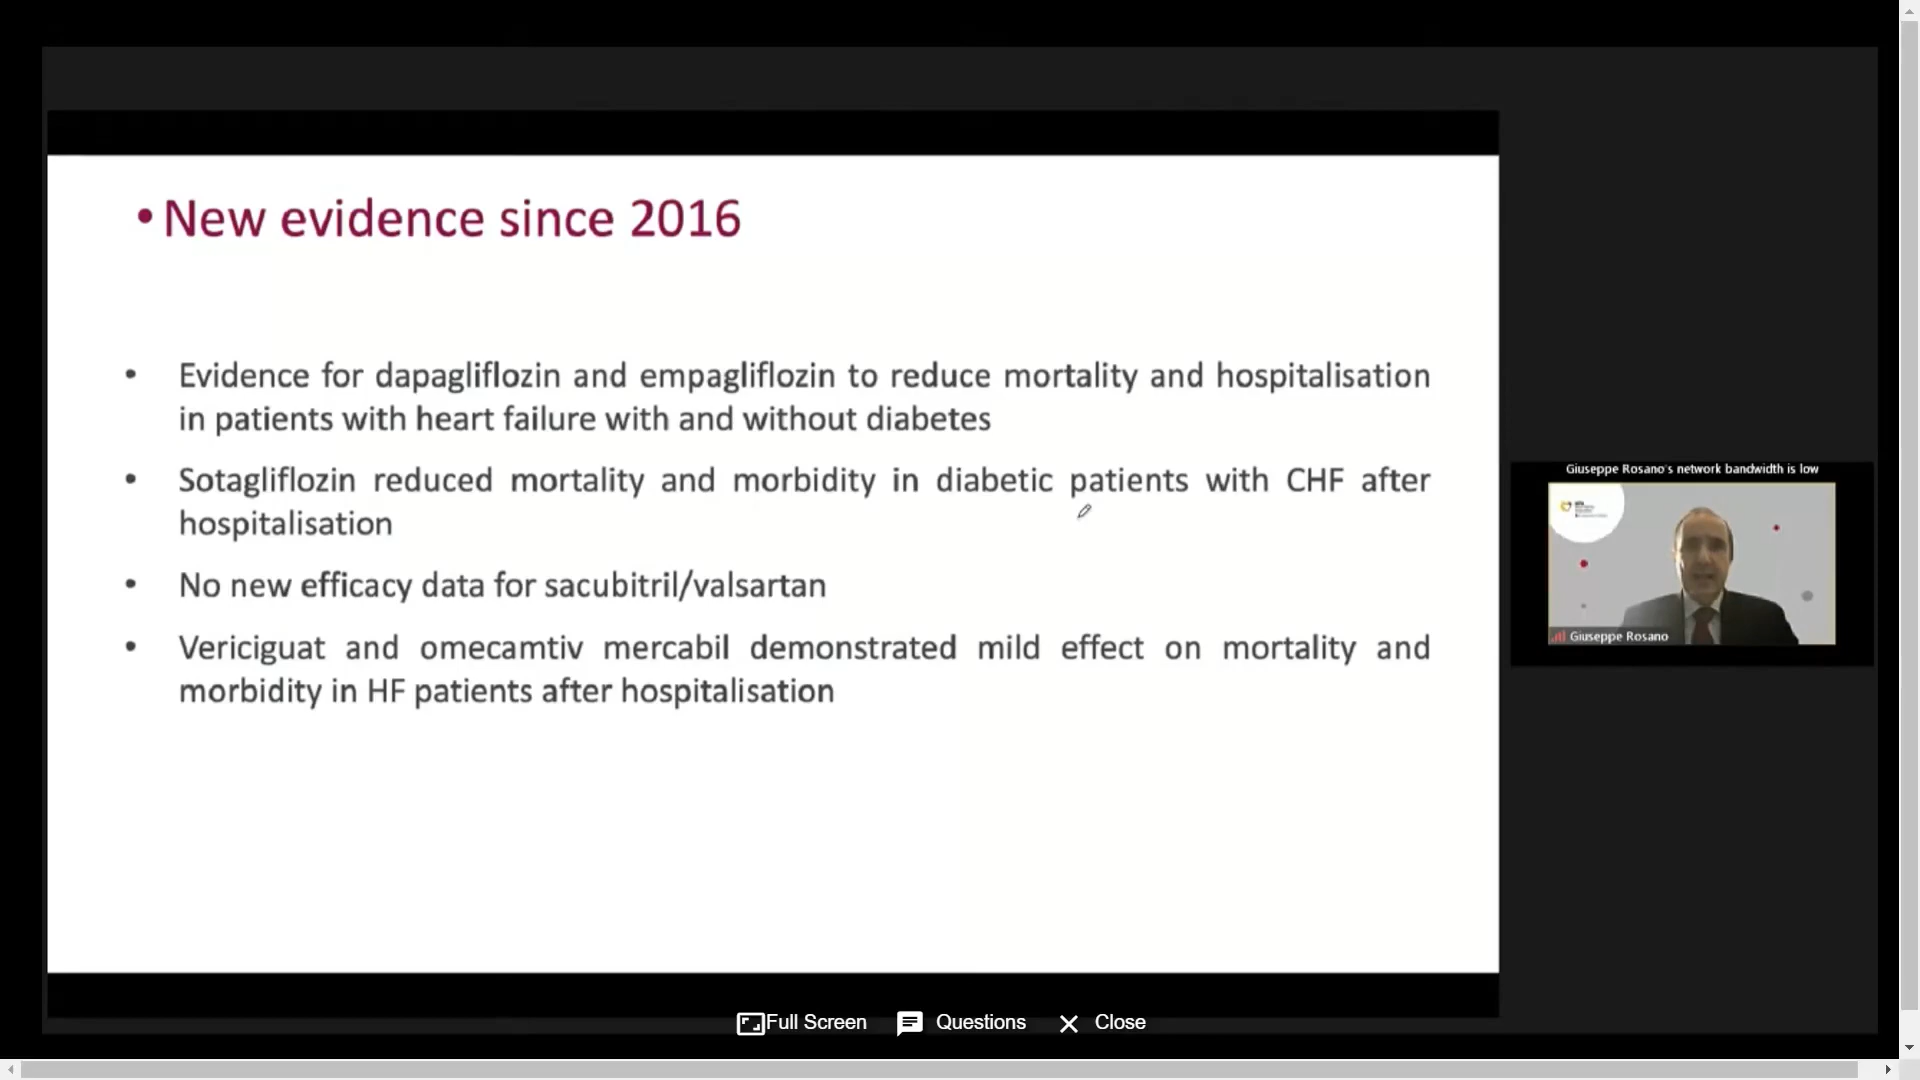 • New evidence since 2016
• Evidence for dapagliflozin and empagliflozin to reduce mortality and hospitalisation
in patients with heart failure with and without diabetes
• Sotagliflozin reduced mortality and morbidity in diabetic patients with CHF after
hospitalisation
• No new efficacy data for sacubitril/valsartan
• Vericiguat and omecamtiv mercabil demonstrated mild effect on mortality and
morbidity in HF patients after hospitalisation
Giuseppe Rosano's network bandwidth is low
Giuseppe Rosano
Full Screen Questions Close